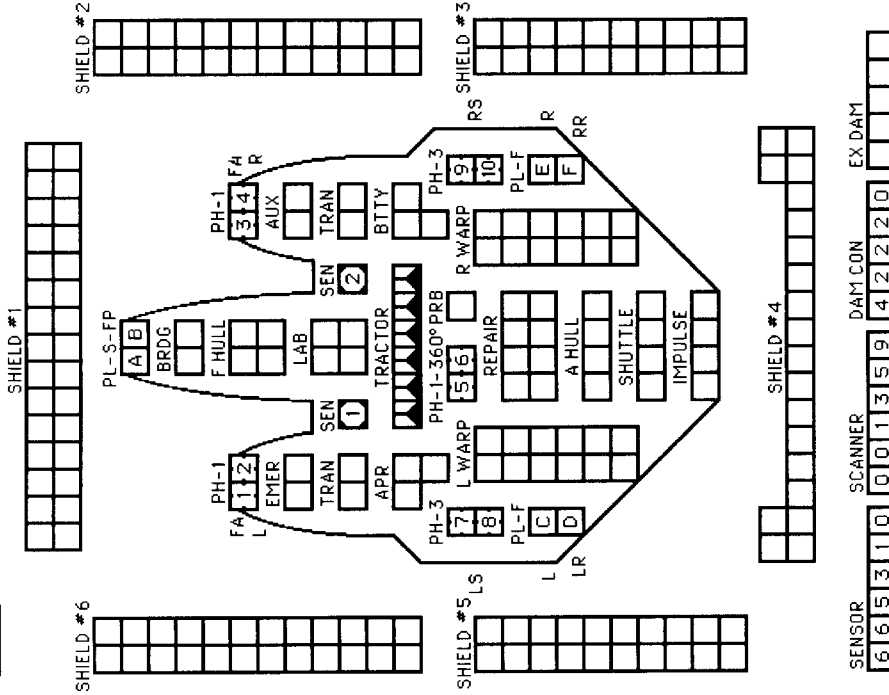 SHIELD #1
SHIELD #2
SHIELD #6
PL-S-FP
A B
BRDG
F HULL
LAB
PH-1
1 2
FA
L
EMER
TRAN
APR
SEN
1
PH-1
3 4
FA
R
AUX
TRAN
BTTY
SEN
2
TRACTOR
PH-1-360°
5 6
PRB
REPAIR
A HULL
SHUTTLE
IMPULSE
L WARP
R WARP
PH-3
7
8
LS
PL-F
C
D
L
LR
PH-3
9
10
RS
PL-F
E
F
R
RR
SHIELD #5
SHIELD #3
SHIELD #4
SENSOR
6 6 5 3 1 0
SCANNER
0 0 1 3 5 9
DAM CON
4 2 2 2 0
EX DAM